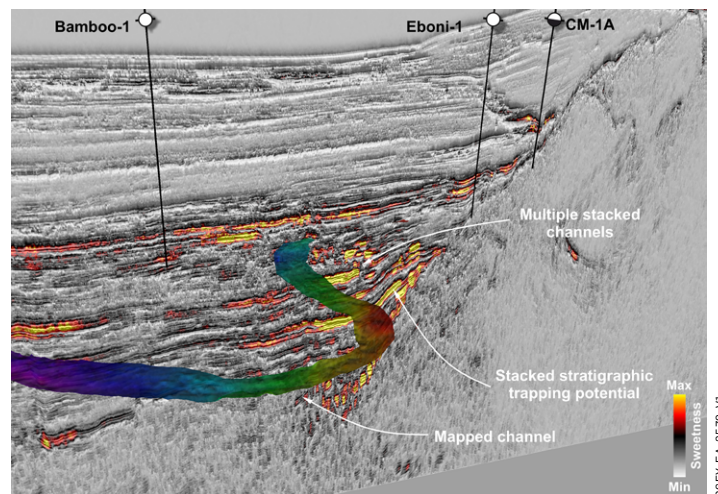 Bamboo-1
Eboni-1
CM-1A
Multiple stacked
channels
Stacked stratigraphic
trapping potential
Mapped channel
Max
Sweetness
Min